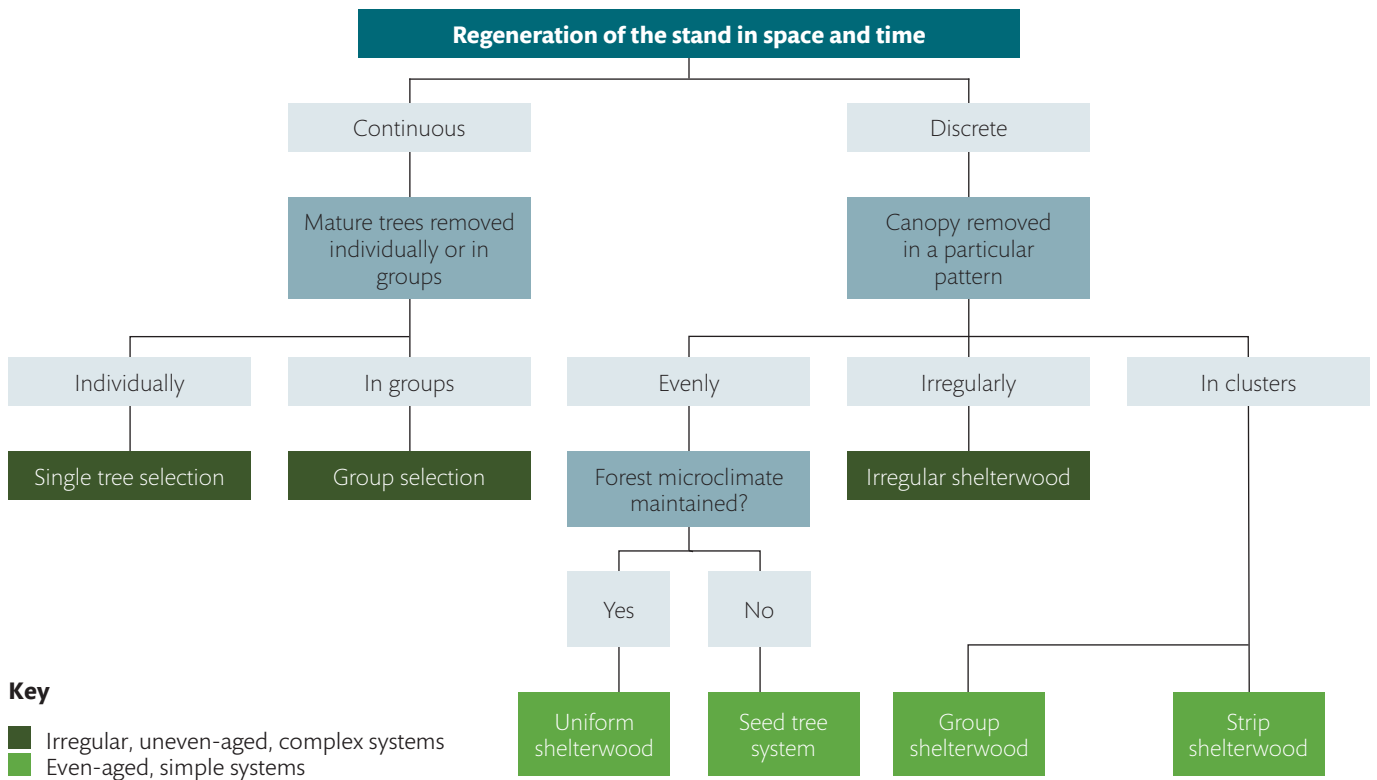 Regeneration of the stand in space and time
Continuous
Discrete
Mature trees removed
individually or in
groups
Canopy removed
in a particular
pattern
Individually
In groups
Evenly
Irregularly
In clusters
Single tree selection
Group selection
Forest microclimate
maintained?
Irregular shelterwood
Yes
No
Uniform
shelterwood
Seed tree
system
Group
shelterwood
Strip
shelterwood
Key
Irregular, uneven-aged, complex systems
Even-aged, simple systems